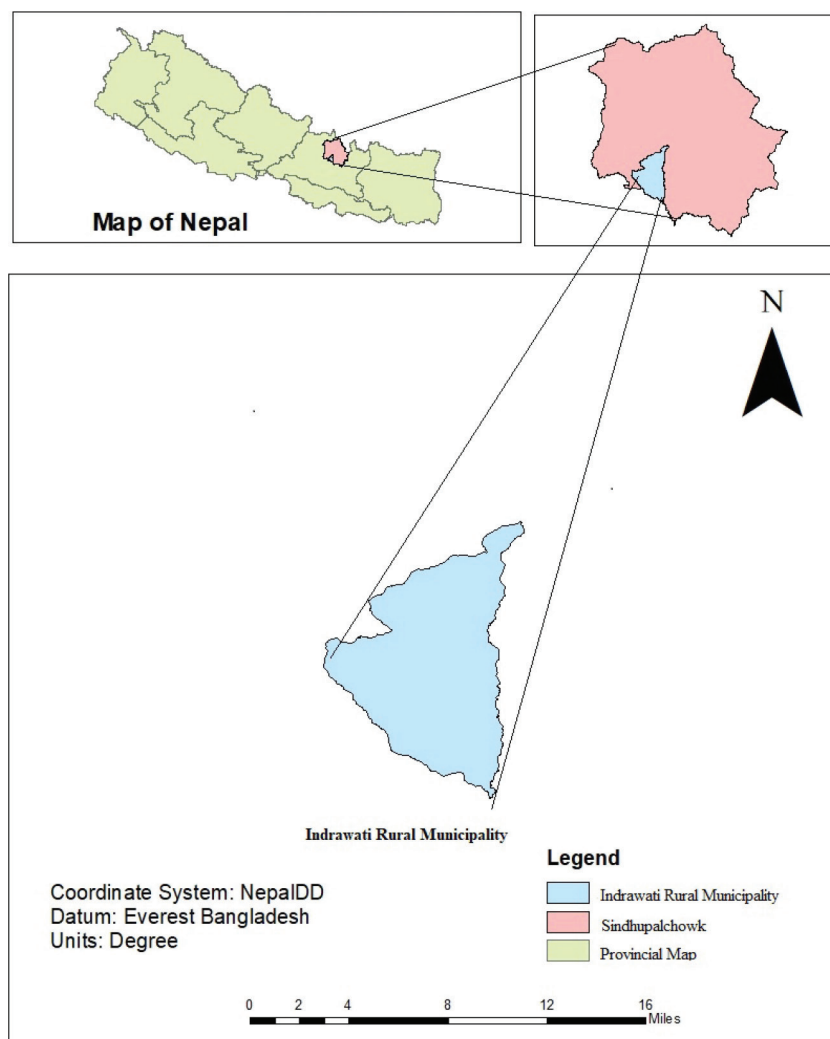 Map of Nepal
N
Indrawati Rural Municipality
Legend
Indrawati Rural Municipality
Sindhupalchowk
Provincial Map
Coordinate System: NepalDD
Datum: Everest Bangladesh
Units: Degree
0 2 4 8 12 16
Miles